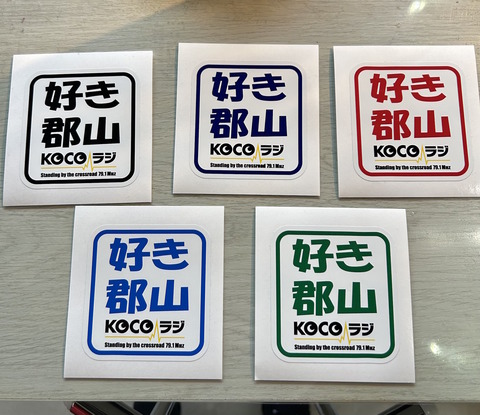 好き
郡山
KOCOラジ
Standing by the crossroad 79.1 MHz
好き
郡山
KOCOラジ
Standing by the crossroad 79.1 MHz
好き
郡山
KOCOラジ
Standing by the crossroad 79.1 MHz
好き
郡山
KOCOラジ
Standing by the crossroad 79.1 MHz
好き
郡山
KOCOラジ
Standing by the crossroad 79.1 MHz